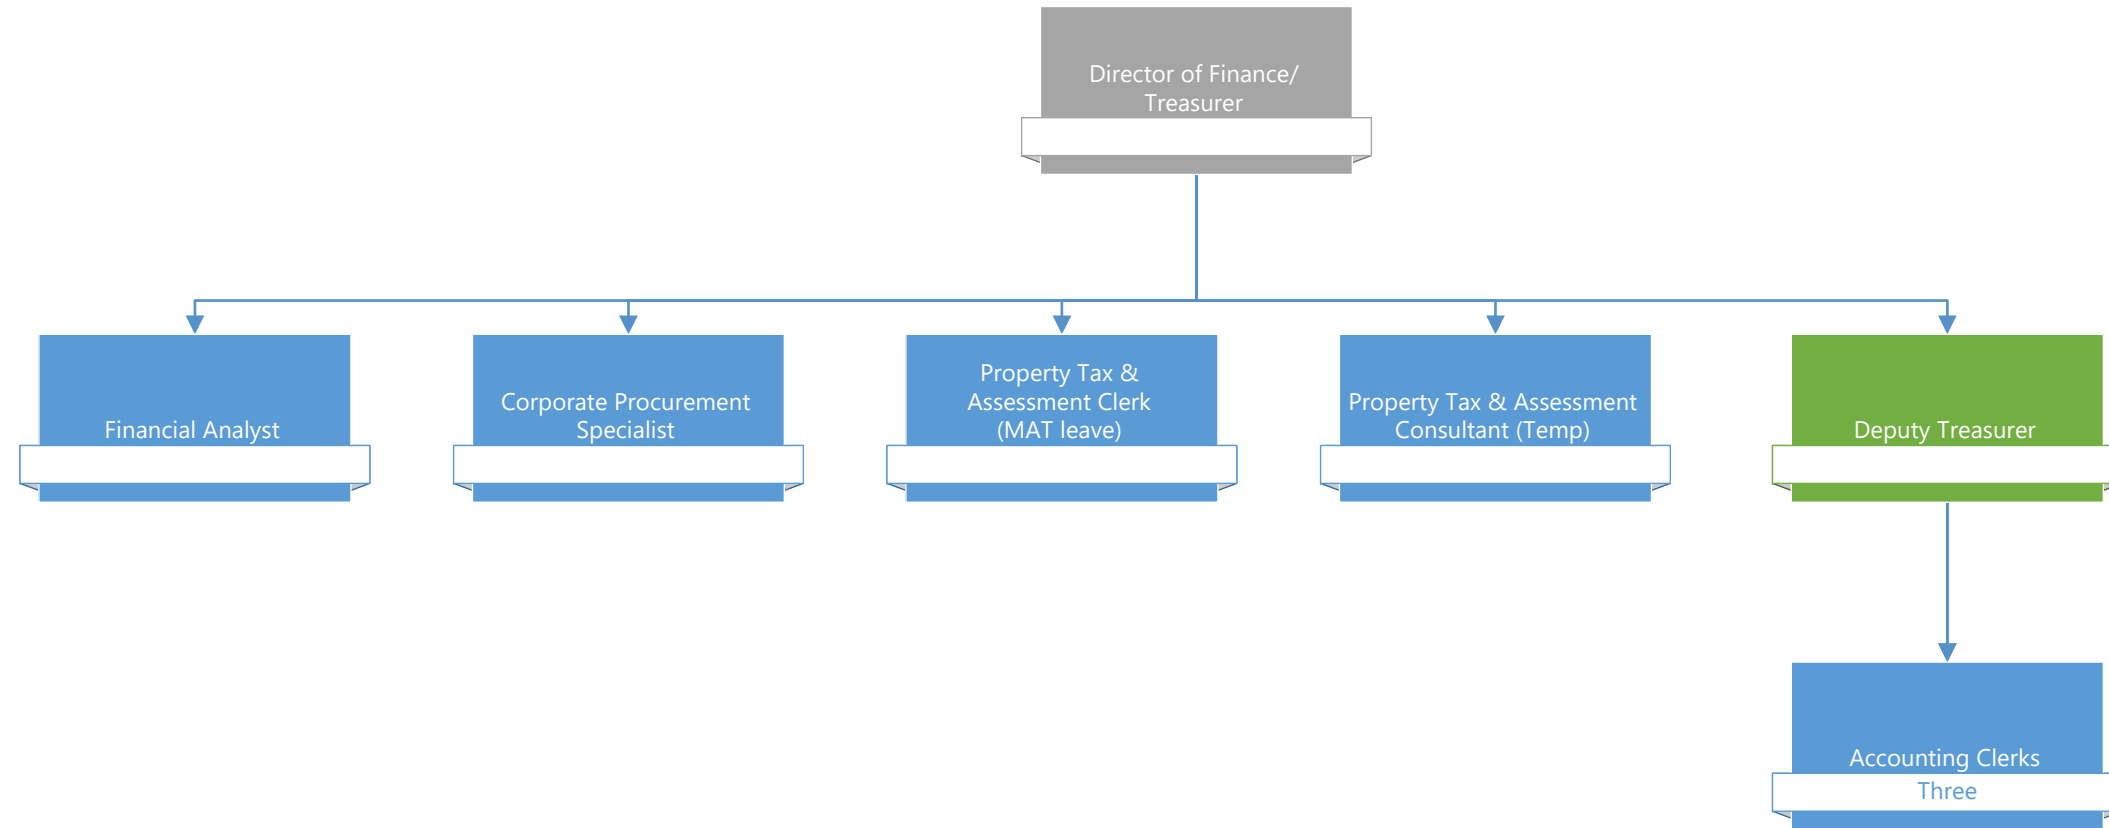 Director of Finance/
Treasurer
Financial Analyst
Corporate Procurement
Specialist
Property Tax &
Assessment Clerk
(MAT leave)
Property Tax & Assessment
Consultant (Temp)
Deputy Treasurer
Accounting Clerks
Three